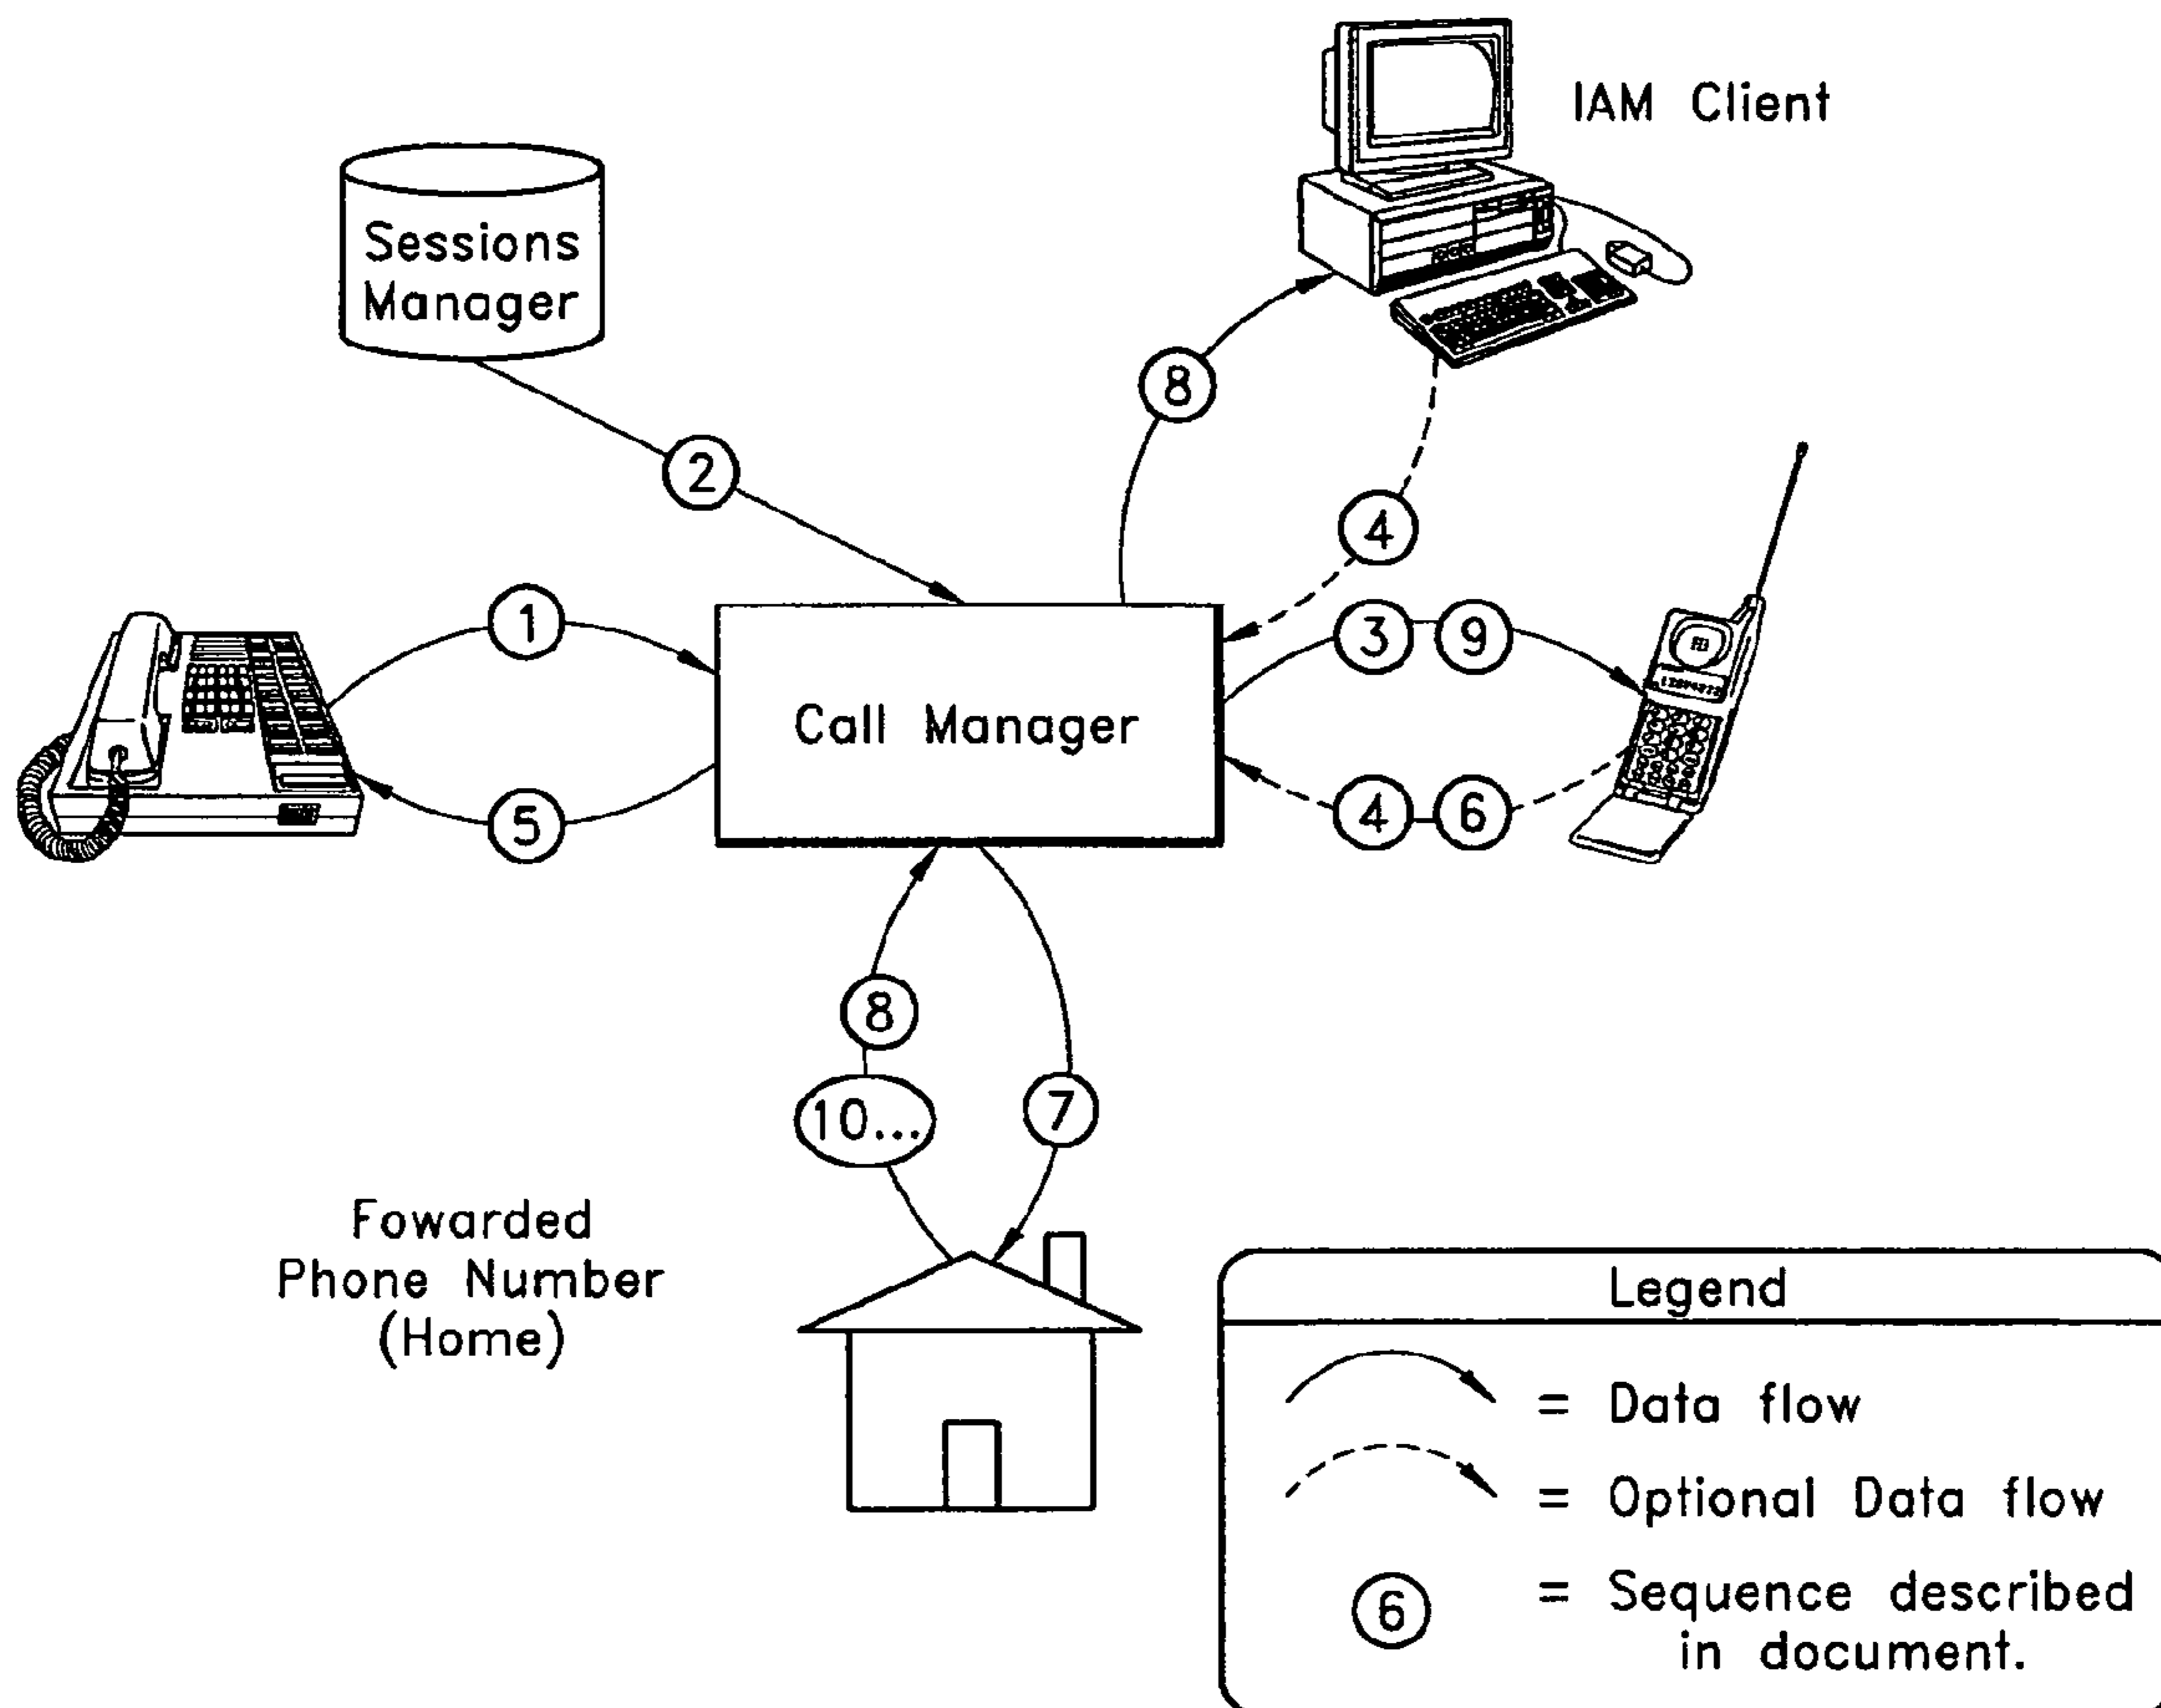 IAM Client
Sessions
Manager
8
2
4
1
3
9
Call Manager
5
4
6
8
10...
7
Fowarded
Phone Number
(Home)
Legend
= Data flow
= Optional Data flow
6 = Sequence described
in document.